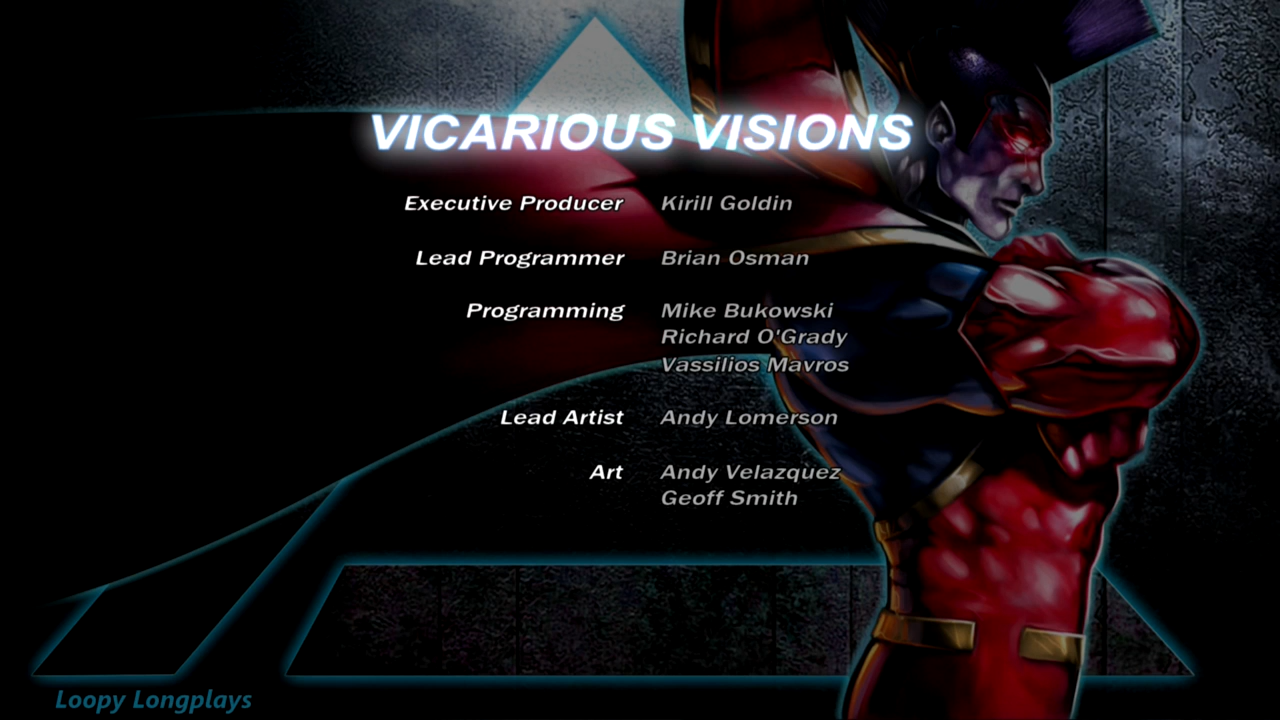 VICARIOUS VISIONS
Executive Producer Kirill Goldin
Lead Programmer Brian Osman
Programming Mike Bukowski
Richard O'Grady
Vassilios Mavros
Lead Artist Andy Lomerson
Art Andy Velazquez
Geoff Smith
Loopy Longplays